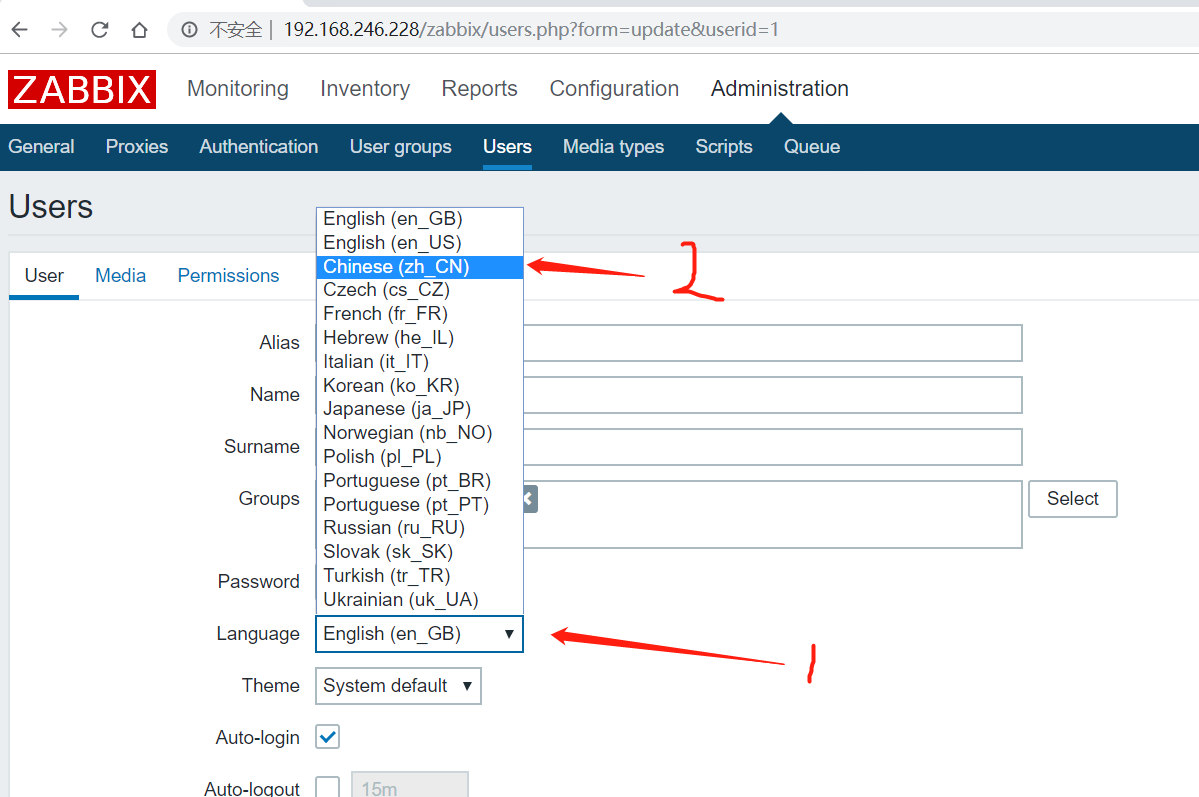 不安全 | 192.168.246.228/zabbix/users.php?form=update&userid=1
ZABBIX Monitoring Inventory Reports Configuration Administration
General Proxies Authentication User groups Users Media types Scripts Queue
Users
User Media Permissions
English (en_GB)
English (en_US)
Chinese (zh_CN)
2
Czech (cs_CZ)
French (fr_FR)
Hebrew (he_IL)
Italian (it_IT)
Korean (ko_KR)
Japanese (ja_JP)
Norwegian (nb_NO)
Polish (pl_PL)
Portuguese (pt_BR)
Portuguese (pt_PT)
Russian (ru_RU)
Slovak (sk_SK)
Turkish (tr_TR)
Ukrainian (uk_UA)
Alias
Name
Surname
Groups
Select
Password
Language English (en_GB)
1
Theme System default
Auto-login
Auto-logout 15m